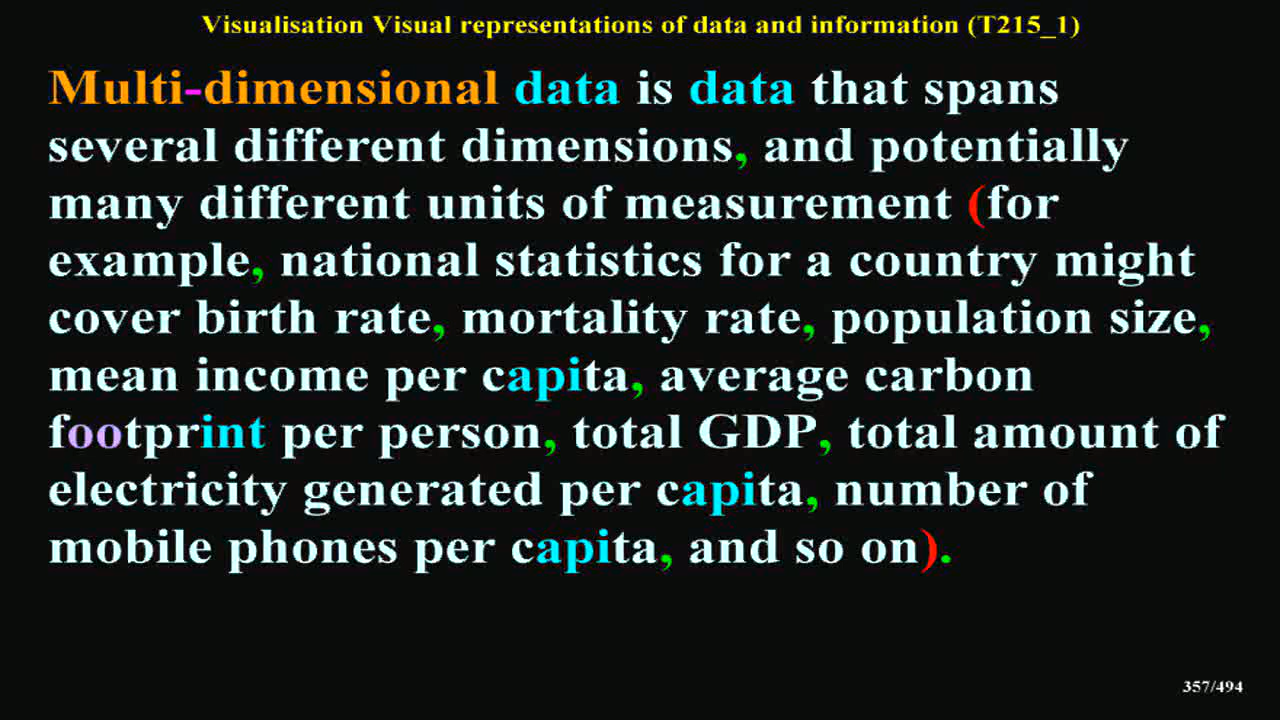 Visualisation Visual representations of data and information (T215_1)
Multi-dimensional data is data that spans
several different dimensions, and potentially
many different units of measurement (for
example, national statistics for a country might
cover birth rate, mortality rate, population size,
mean income per capita, average carbon
footprint per person, total GDP, total amount of
electricity generated per capita, number of
mobile phones per capita, and so on).
357/494